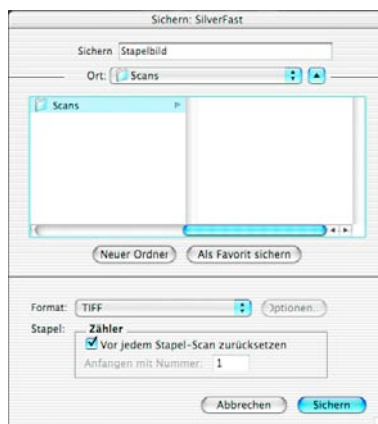 Sichern: SilverFast
Sichern Stapelbild
Ort: Scans
Scans
Neuer Ordner Als Favorit sichern
Format: TIFF Optionen...
Stapel: Zähler
Vor jedem Stapel-Scan zurücksetzen
Anfangen mit Nummer: 1
Abbrechen Sichern